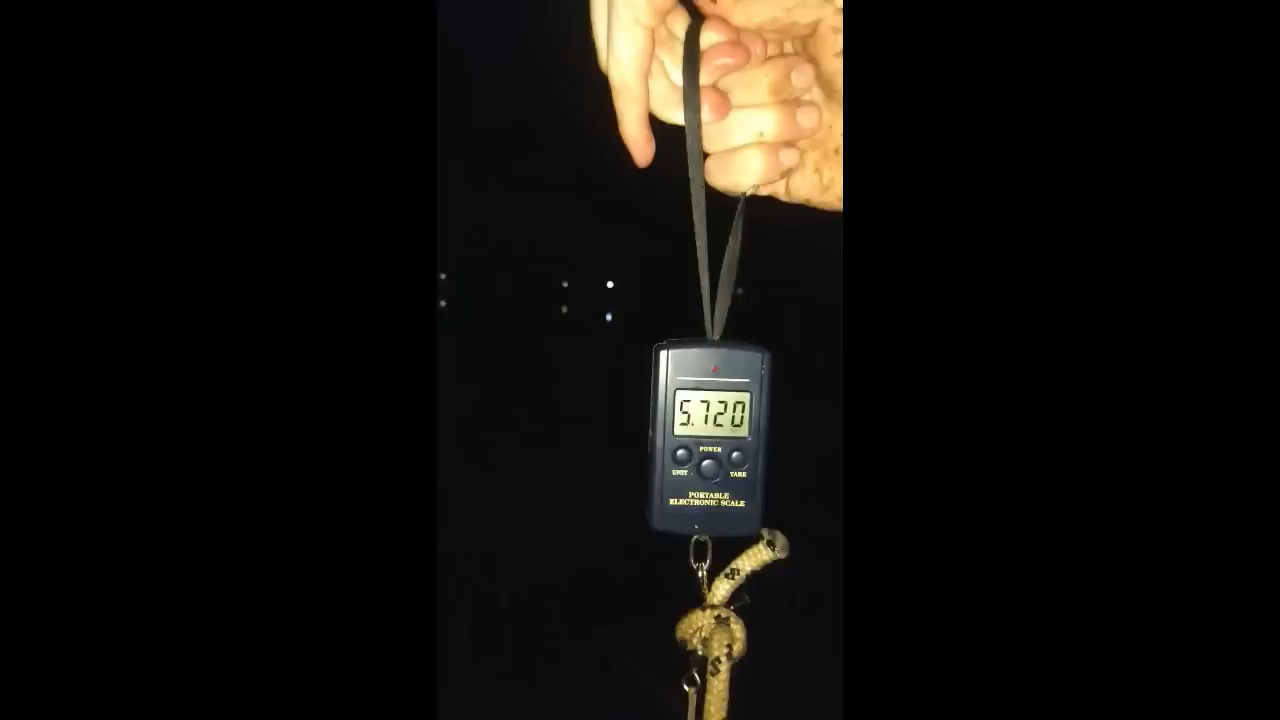 5.720
POWER
UNIT TARE
PORTABLE
ELECTRONIC SCALE